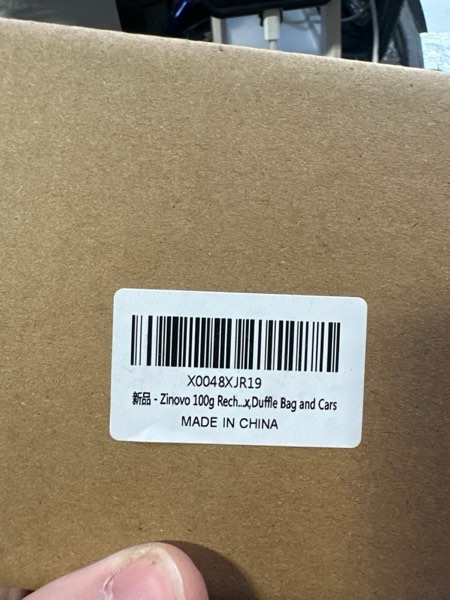 X0048XJR19
新品 - Zinovo 100g Rech...x,Duffle Bag and Cars
MADE IN CHINA